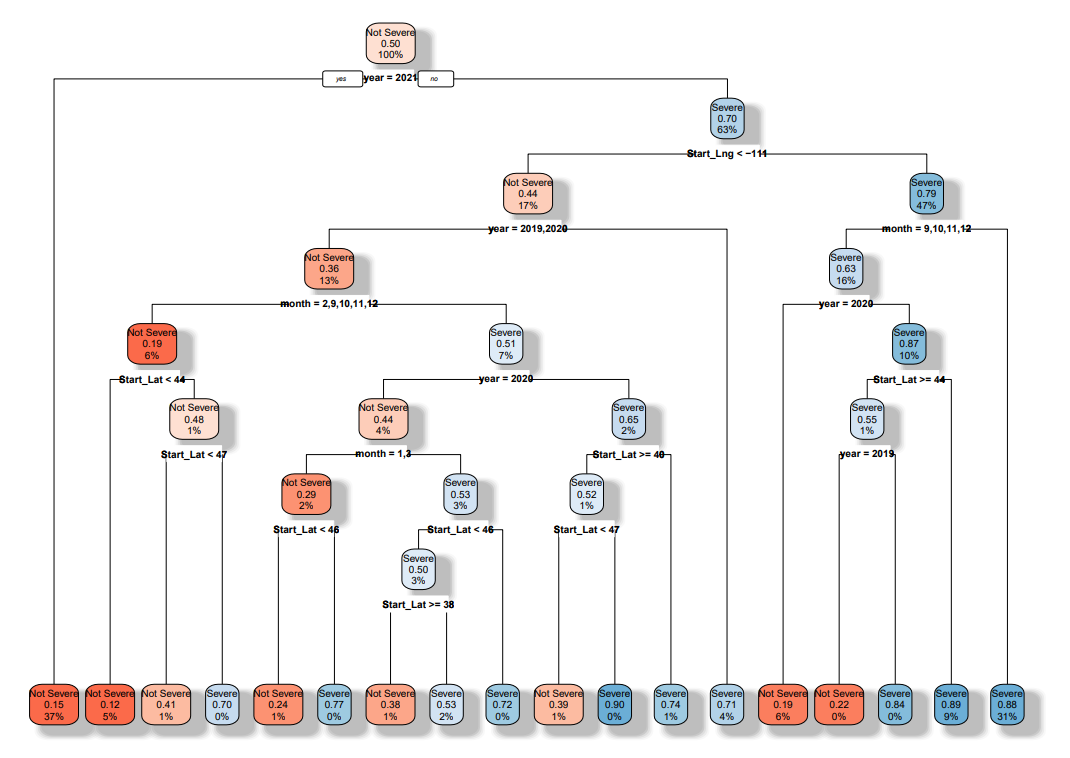 Not Severe
0.50
100%
yes
year = 2021
no
Severe
0.70
63%
Start_Lng < −111
Not Severe
0.44
17%
Severe
0.79
47%
year = 2019,2020
month = 9,10,11,12
Not Severe
0.36
13%
Severe
0.63
16%
month = 2,9,10,11,12
year = 2020
Not Severe
0.19
6%
Severe
0.51
7%
Severe
0.87
10%
Start_Lat < 44
year = 2020
Start_Lat >= 44
Not Severe
0.48
1%
Not Severe
0.44
4%
Severe
0.65
2%
Severe
0.55
1%
Start_Lat < 47
month = 1,3
Start_Lat >= 40
year = 2019
Not Severe
0.29
2%
Severe
0.53
3%
Severe
0.52
1%
Start_Lat < 46
Start_Lat < 46
Start_Lat < 47
Severe
0.50
3%
Start_Lat >= 38
Not Severe
0.15
37%
Not Severe
0.12
5%
Not Severe
0.41
1%
Severe
0.70
0%
Not Severe
0.24
1%
Severe
0.77
0%
Not Severe
0.38
1%
Severe
0.53
2%
Severe
0.72
0%
Not Severe
0.39
1%
Severe
0.90
0%
Severe
0.74
1%
Severe
0.71
4%
Not Severe
0.19
6%
Not Severe
0.22
0%
Severe
0.84
0%
Severe
0.89
9%
Severe
0.88
31%